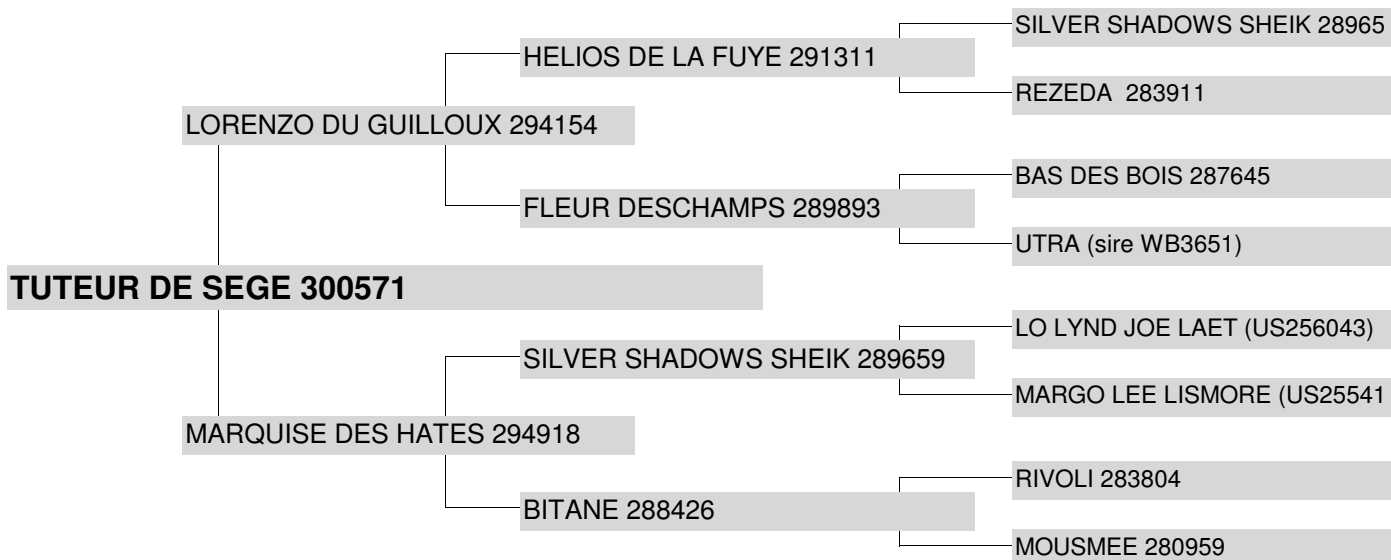 SILVER SHADOWS SHEIK 28965
HELIOS DE LA FUYE 291311
REZEDA 283911
LORENZO DU GUILLOUX 294154
BAS DES BOIS 287645
FLEUR DESCHAMPS 289893
UTRA (sire WB3651)
TUTEUR DE SEGE 300571
LO LYND JOE LAET (US256043)
SILVER SHADOWS SHEIK 289659
MARGO LEE LISMORE (US25541
MARQUISE DES HATES 294918
RIVOLI 283804
BITANE 288426
MOUSMEE 280959